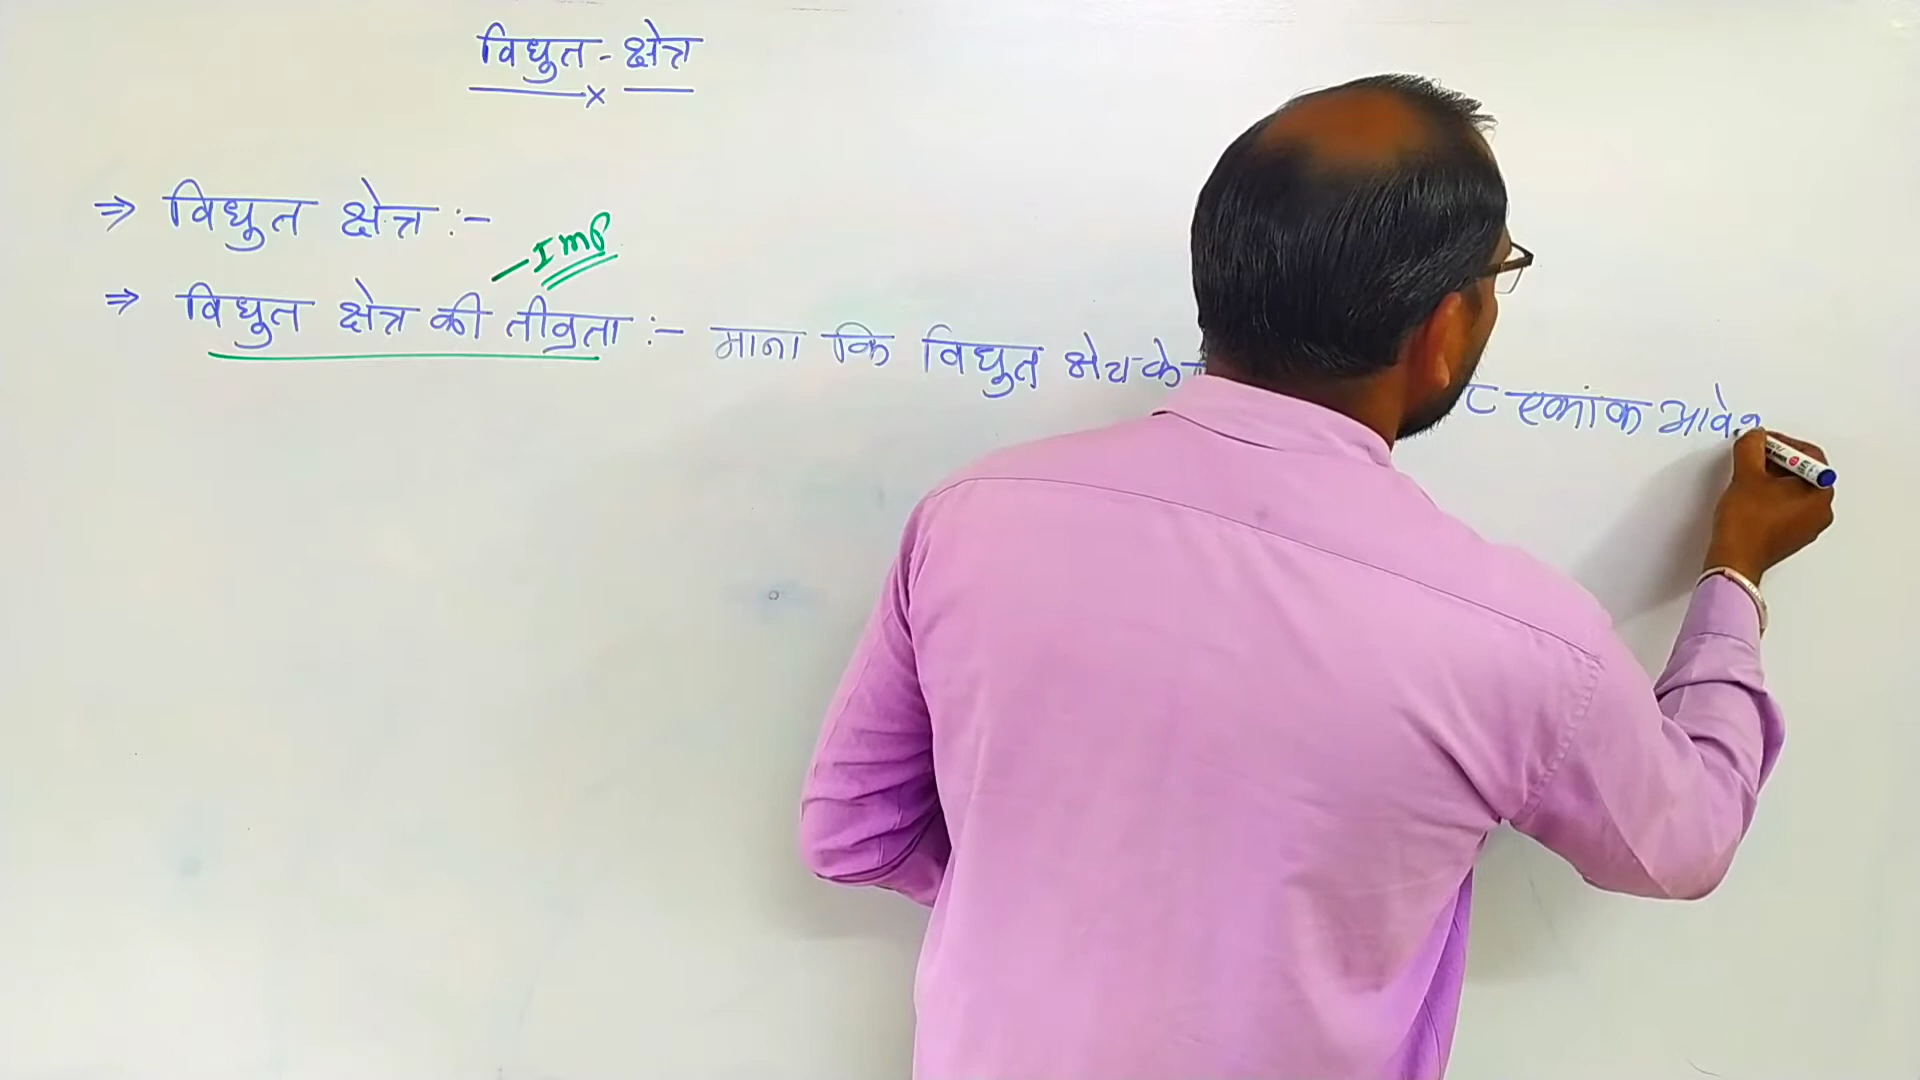 विधुत - क्षेत्र
⇒ विधुत क्षेत्र :-
Imp
⇒ विधुत क्षेत्र की तीव्रता :- माना कि विधुत क्षेत्र के एकांक आवे